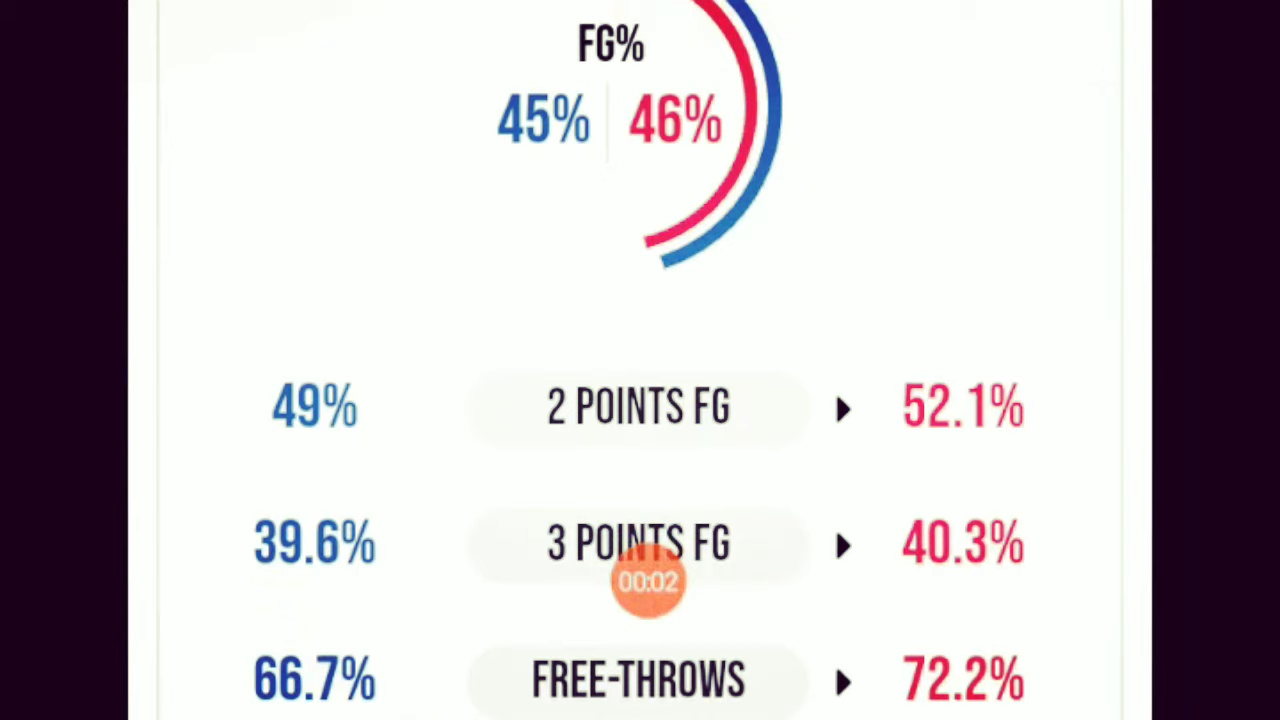 FG%
45% 46%
49% 2 POINTS FG 52.1%
39.6% 3 POINTS FG 40.3%
00:02
66.7% FREE-THROWS 72.2%